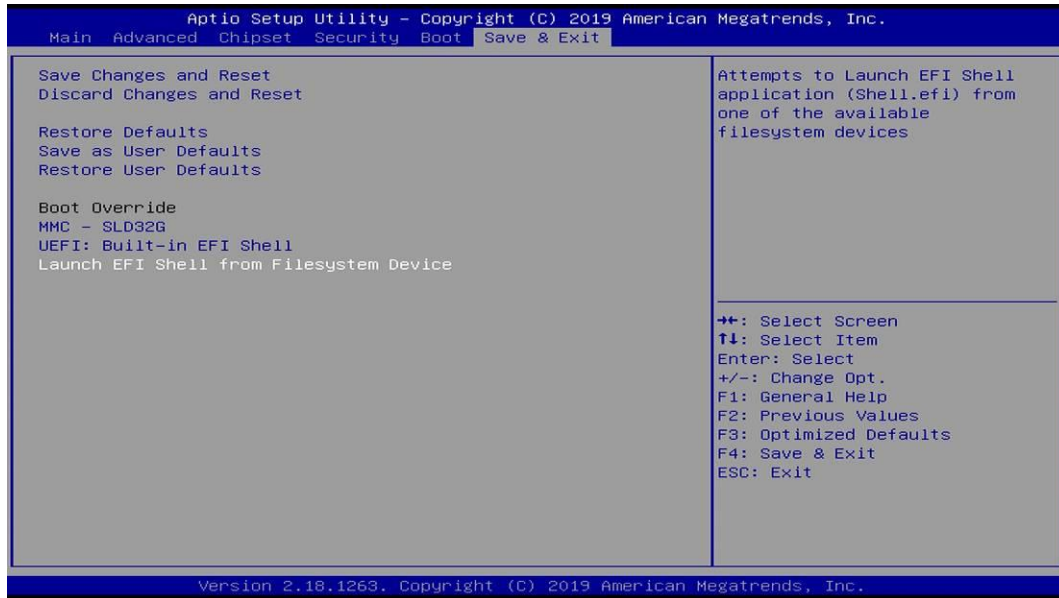 Aptio Setup Utility – Copyright (C) 2019 American Megatrends, Inc.
Main Advanced Chipset Security Boot Save & Exit
Save Changes and Reset
Discard Changes and Reset
Restore Defaults
Save as User Defaults
Restore User Defaults
Boot Override
MMC – SLD32G
UEFI: Built-in EFI Shell
Launch EFI Shell from Filesystem Device
Attempts to Launch EFI Shell
application (Shell.efi) from
one of the available
filesystem devices
→←: Select Screen
↑↓: Select Item
Enter: Select
+/-: Change Opt.
F1: General Help
F2: Previous Values
F3: Optimized Defaults
F4: Save & Exit
ESC: Exit
Version 2.18.1263. Copyright (C) 2019 American Megatrends, Inc.